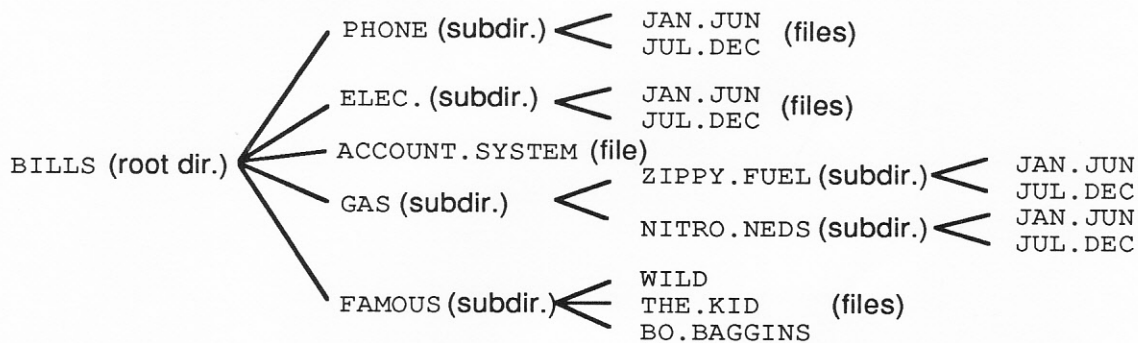 PHONE (subdir.)
JAN.JUN
JUL.DEC
(files)
ELEC. (subdir.)
JAN.JUN
JUL.DEC
(files)
BILLS (root dir.)
ACCOUNT.SYSTEM (file)
GAS (subdir.)
ZIPPY.FUEL (subdir.)
JAN.JUN
JUL.DEC
NITRO.NEDS (subdir.)
JAN.JUN
JUL.DEC
FAMOUS (subdir.)
WILD
THE.KID
BO.BAGGINS
(files)